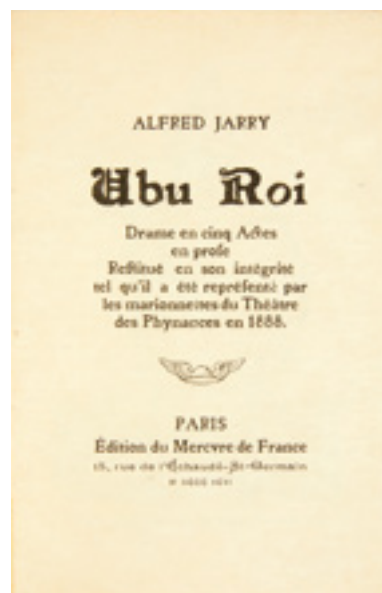 ALFRED JARRY
Ubu Roi
Drame en cinq Actes
en prose
Restitué en son intégrité
tel qu'il a été représenté par
les marionnettes du Théâtre
des Phynances en 1888.
PARIS
Édition du Mercvre de France
15, rue de l'Échaudé-St-Germain